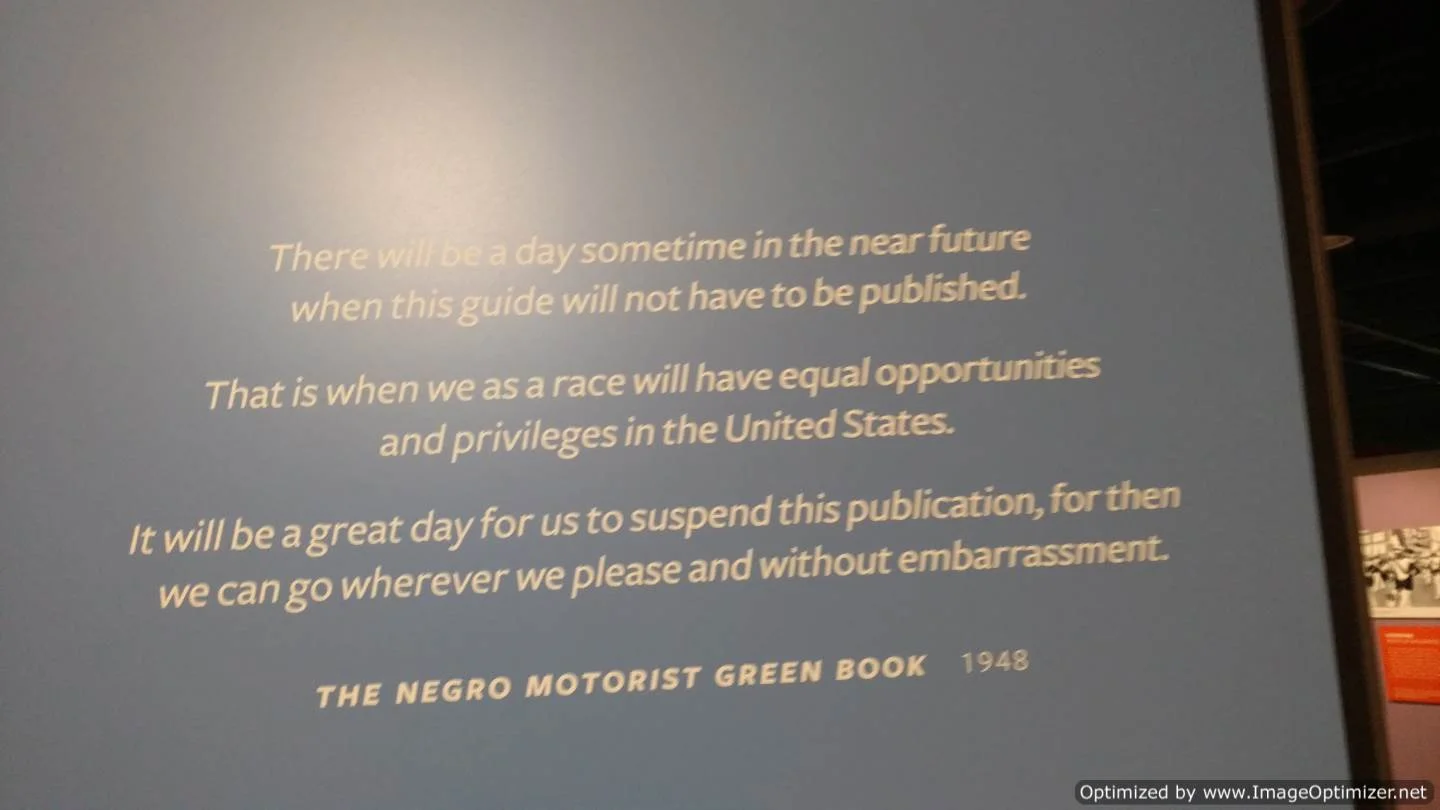 There will be a day sometime in the near future
when this guide will not have to be published.
That is when we as a race will have equal opportunities
and privileges in the United States.
It will be a great day for us to suspend this publication, for then
we can go wherever we please and without embarrassment.
THE NEGRO MOTORIST GREEN BOOK 1948
Optimized by www.ImageOptimizer.net